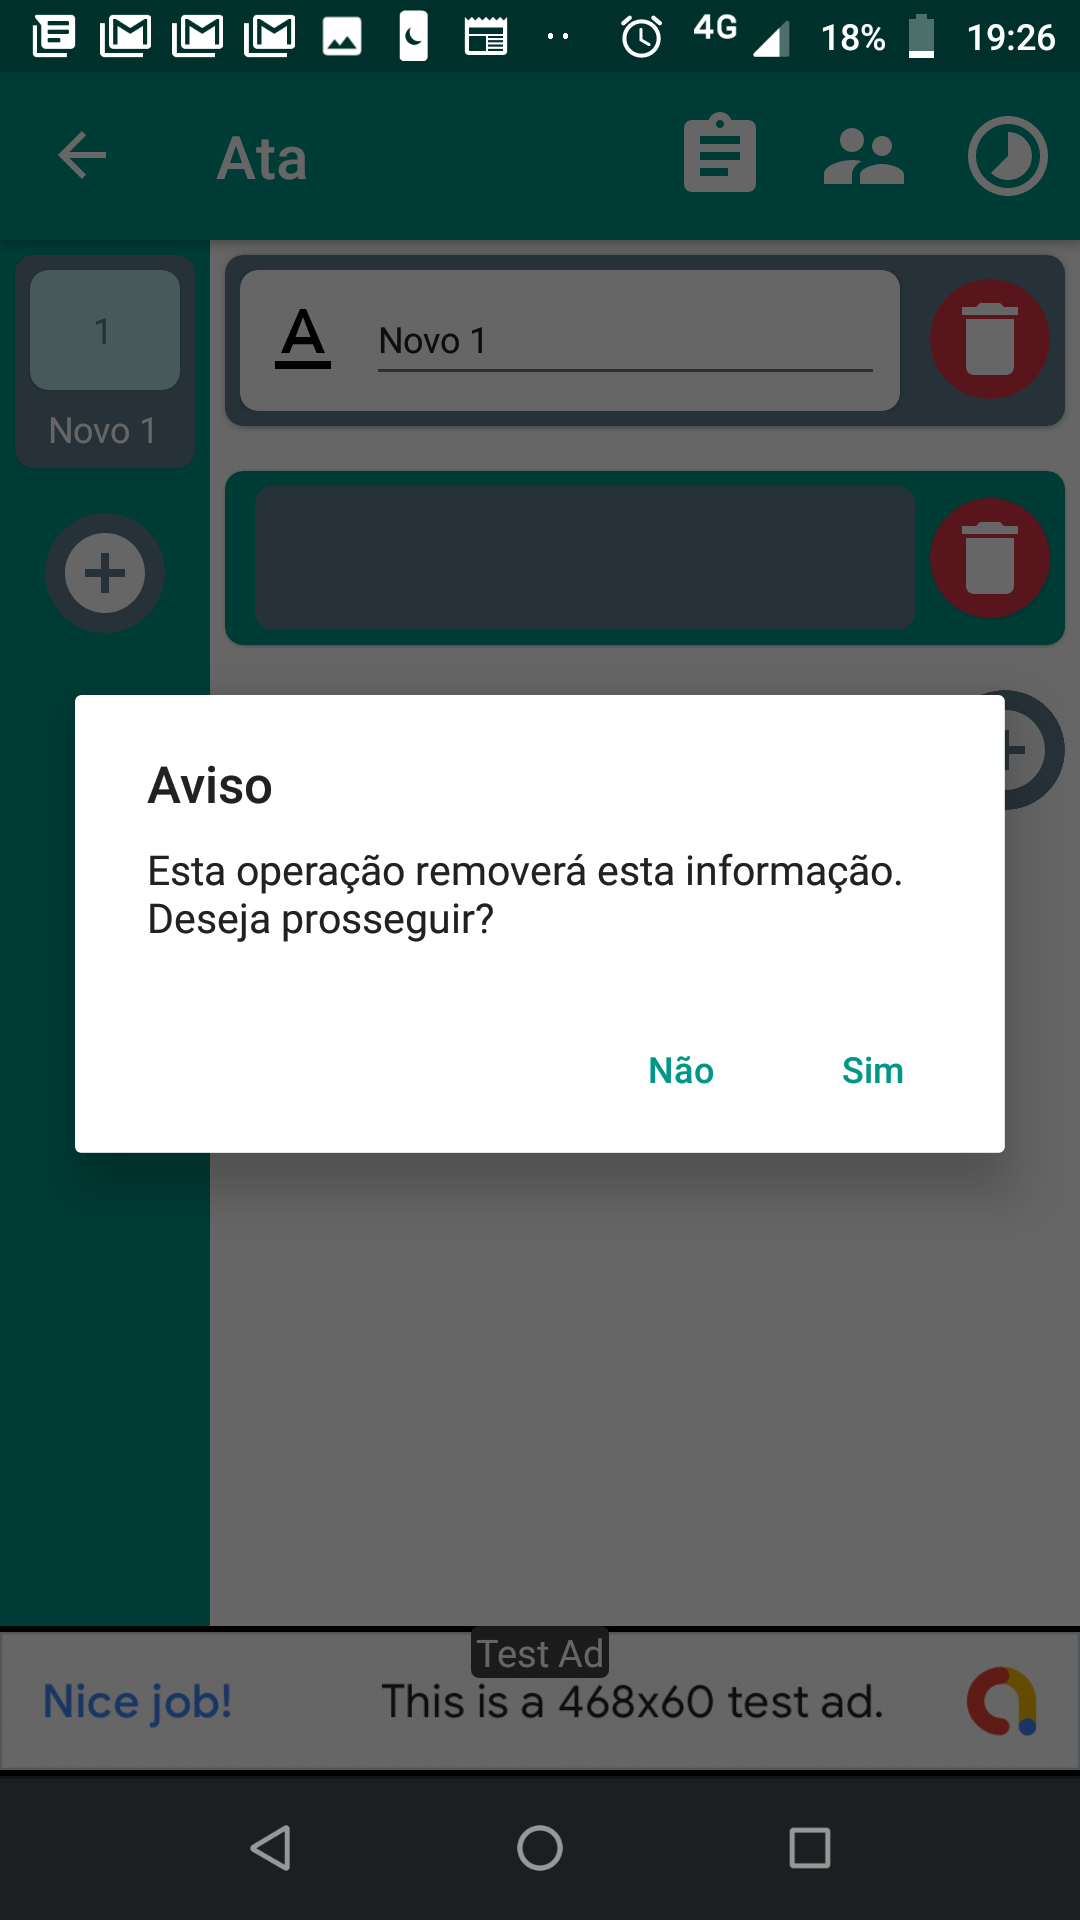 4G 18% 19:26
Ata
1
Novo 1
A Novo 1
Aviso
Esta operação removerá esta informação.
Deseja prosseguir?
Não Sim
Test Ad
Nice job! This is a 468x60 test ad.